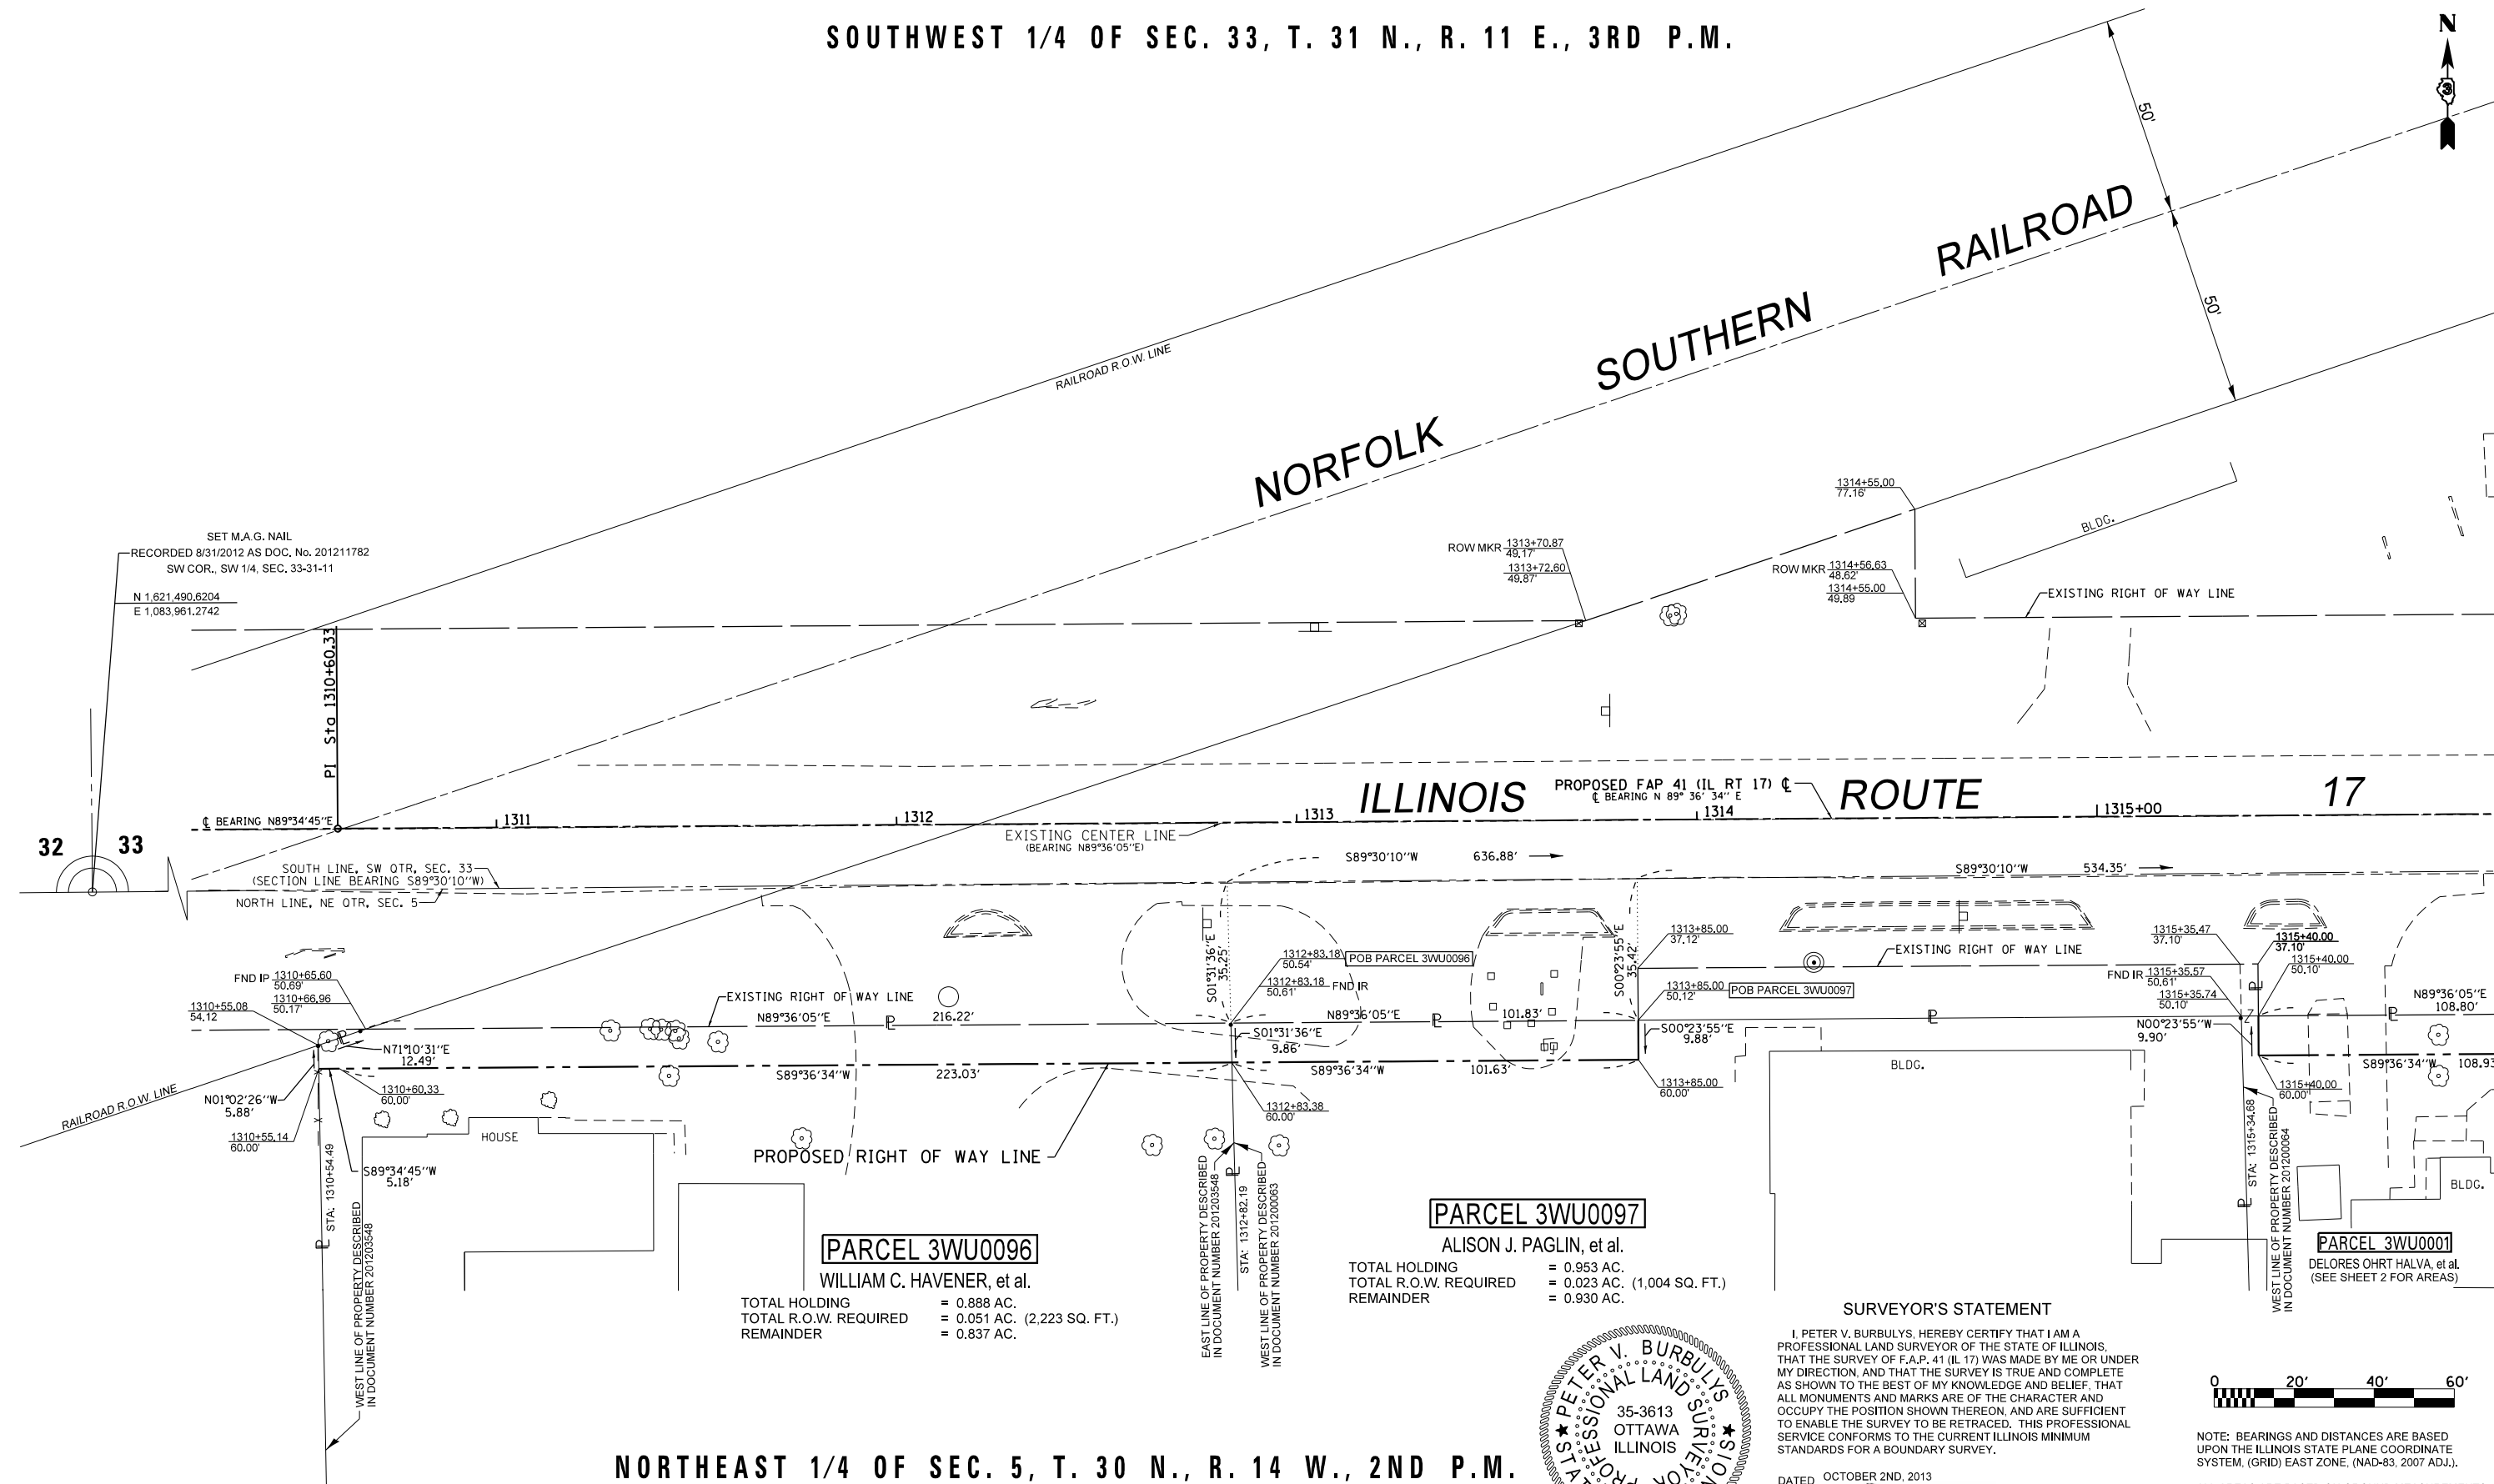 SOUTHWEST 1/4 OF SEC. 33, T. 31 N., R. 11 E., 3RD P.M.
N
3
50'
50'
RAILROAD R.O.W. LINE
NORFOLK SOUTHERN RAILROAD
SET M.A.G. NAIL
RECORDED 8/31/2012 AS DOC. No. 201211782
SW COR., SW 1/4, SEC. 33-31-11
N 1,621,490.6204
E 1,083,961.2742
PI Sta 1310+60.33
ROW MKR 1313+70.87
49.17'
1313+72.60
49.87'
1314+55.00
77.16'
ROW MKR 1314+56.63
48.62'
1314+55.00
49.89
BLDG.
EXISTING RIGHT OF WAY LINE
ILLINOIS ROUTE 17
PROPOSED FAP 41 (IL RT 17) ℄
℄ BEARING N 89° 36' 34" E
℄ BEARING N89°34'45"E
1311
1312
1313
1314
1315+00
EXISTING CENTER LINE
(BEARING N89°36'05"E)
32
33
SOUTH LINE, SW QTR, SEC. 33
(SECTION LINE BEARING S89°30'10"W)
NORTH LINE, NE QTR, SEC. 5
S89°30'10"W 636.88'
S89°30'10"W 534.35'
FND IP 1310+65.60
50.69'
1310+66.96
50.17'
1310+55.08
54.12
EXISTING RIGHT OF WAY LINE
N89°36'05"E 216.22'
S01°31'36"E
35.25'
1312+83.18
50.54'
POB PARCEL 3WU0096
1312+83.18 FND IR
50.61'
S01°31'36"E
9.86'
N89°36'05"E 101.83'
S00°23'55"E
35.42'
1313+85.00
37.12'
1313+85.00
50.12'
POB PARCEL 3WU0097
S00°23'55"E
9.88'
1313+85.00
60.00'
EXISTING RIGHT OF WAY LINE
1315+35.47
37.10'
FND IR 1315+35.57
50.61'
1315+35.74
50.10'
1315+40.00
37.10'
1315+40.00
50.10'
N89°36'05"E
108.80'
N00°23'55"W
9.90'
Z
S89°36'34"W 108.93
1315+40.00
60.00'
N71°10'31"E
12.49'
S89°36'34"W 223.03'
S89°36'34"W 101.63'
RAILROAD R.O.W. LINE
N01°02'26"W
5.88'
1310+60.33
60.00'
1310+55.14
60.00'
S89°34'45"W
5.18'
HOUSE
PROPOSED RIGHT OF WAY LINE
1312+83.38
60.00'
BLDG.
BLDG.
STA: 1310+54.49
WEST LINE OF PROPERTY DESCRIBED
IN DOCUMENT NUMBER 201203548
EAST LINE OF PROPERTY DESCRIBED
IN DOCUMENT NUMBER 201203548
STA: 1312+82.19
WEST LINE OF PROPERTY DESCRIBED
IN DOCUMENT NUMBER 201200063
STA: 1315+34.68
WEST LINE OF PROPERTY DESCRIBED
IN DOCUMENT NUMBER 201200064
PARCEL 3WU0096
WILLIAM C. HAVENER, et al.
TOTAL HOLDING = 0.888 AC.
TOTAL R.O.W. REQUIRED = 0.051 AC. (2,223 SQ. FT.)
REMAINDER = 0.837 AC.
PARCEL 3WU0097
ALISON J. PAGLIN, et al.
TOTAL HOLDING = 0.953 AC.
TOTAL R.O.W. REQUIRED = 0.023 AC. (1,004 SQ. FT.)
REMAINDER = 0.930 AC.
PARCEL 3WU0001
DELORES OHRT HALVA, et al.
(SEE SHEET 2 FOR AREAS)
SURVEYOR'S STATEMENT
I, PETER V. BURBULYS, HEREBY CERTIFY THAT I AM A
PROFESSIONAL LAND SURVEYOR OF THE STATE OF ILLINOIS,
THAT THE SURVEY OF F.A.P. 41 (IL 17) WAS MADE BY ME OR UNDER
MY DIRECTION, AND THAT THE SURVEY IS TRUE AND COMPLETE
AS SHOWN TO THE BEST OF MY KNOWLEDGE AND BELIEF, THAT
ALL MONUMENTS AND MARKS ARE OF THE CHARACTER AND
OCCUPY THE POSITION SHOWN THEREON, AND ARE SUFFICIENT
TO ENABLE THE SURVEY TO BE RETRACED. THIS PROFESSIONAL
SERVICE CONFORMS TO THE CURRENT ILLINOIS MINIMUM
STANDARDS FOR A BOUNDARY SURVEY.
DATED OCTOBER 2ND, 2013
PETER V. BURBULYS
35-3613
OTTAWA
ILLINOIS
0 20' 40' 60'
NOTE: BEARINGS AND DISTANCES ARE BASED
UPON THE ILLINOIS STATE PLANE COORDINATE
SYSTEM, (GRID) EAST ZONE, (NAD-83, 2007 ADJ.).
NORTHEAST 1/4 OF SEC. 5, T. 30 N., R. 14 W., 2ND P.M.